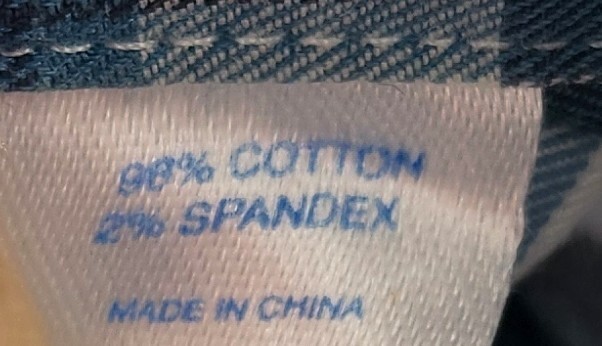 98% COTTON
2% SPANDEX
MADE IN CHINA